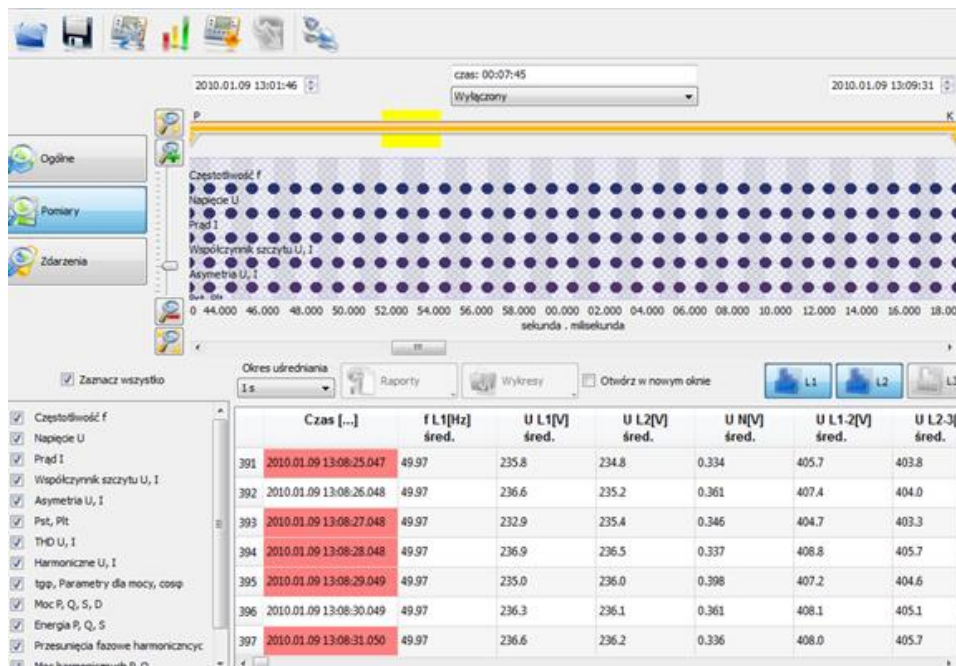 2010.01.09 13:01:46
czas: 00:07:45
Wyłączony
2010.01.09 13:09:31
P
K
Ogólne
Pomiary
Zdarzenia
Częstotliwość f
Napięcie U
Prąd I
Współczynnik szczytu U, I
Asymetria U, I
0 44.000 46.000 48.000 50.000 52.000 54.000 56.000 58.000 00.000 02.000 04.000 06.000 08.000 10.000 12.000 14.000 16.000 18.00
sekunda . milisekunda
Zaznacz wszystko
Okres uśredniania
1 s
Raporty
Wykresy
Otwórz w nowym oknie
L1
L2
L3
Częstotliwość f
Napięcie U
Prąd I
Współczynnik szczytu U, I
Asymetria U, I
Pst, Plt
THD U, I
Harmoniczne U, I
tgφ, Parametry dla mocy, cosφ
Moc P, Q, S, D
Energia P, Q, S
Przesunięcia fazowe harmonicznyc
Moc harmonicznych P, Q
Czas [...] f L1[Hz] U L1[V] U L2[V] U N[V] U L1-2[V] U L2-3[
śred. śred. śred. śred. śred. śred.
391 2010.01.09 13:08:25.047 49.97 235.8 234.8 0.334 405.7 403.8
392 2010.01.09 13:08:26.048 49.97 236.6 235.2 0.361 407.4 404.0
393 2010.01.09 13:08:27.048 49.97 232.9 235.4 0.346 404.7 403.3
394 2010.01.09 13:08:28.048 49.97 236.9 236.5 0.337 408.8 405.7
395 2010.01.09 13:08:29.049 49.97 235.0 236.0 0.398 407.2 404.6
396 2010.01.09 13:08:30.049 49.97 236.3 236.1 0.361 408.1 405.1
397 2010.01.09 13:08:31.050 49.97 236.6 236.2 0.336 408.0 405.7